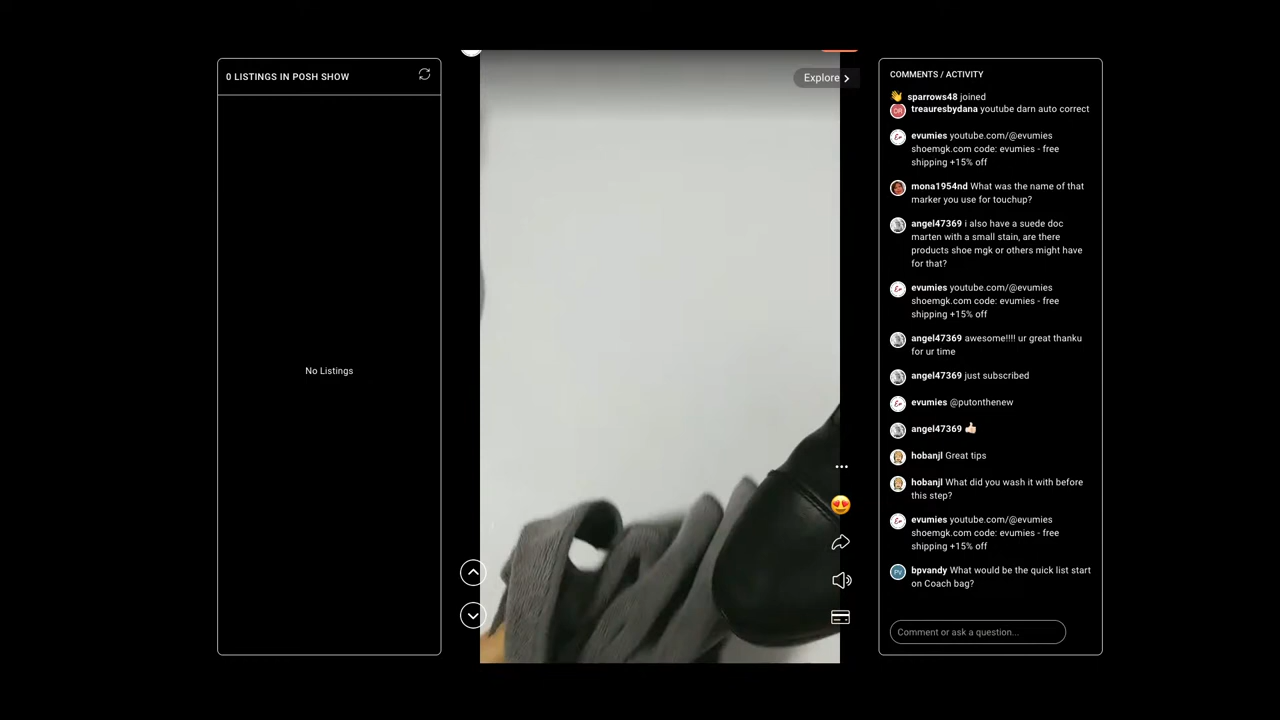 0 LISTINGS IN POSH SHOW
No Listings
Explore
COMMENTS / ACTIVITY
sparrows48 joined
treauresbydana youtube darn auto correct
evumies youtube.com/@evumies
shoemgk.com code: evumies - free
shipping +15% off
mona1954nd What was the name of that
marker you use for touchup?
angel47369 i also have a suede doc
marten with a small stain, are there
products shoe mgk or others might have
for that?
evumies youtube.com/@evumies
shoemgk.com code: evumies - free
shipping +15% off
angel47369 awesome!!!! ur great thanku
for ur time
angel47369 just subscribed
evumies @putonthenew
angel47369 👍🏻
hobanjl Great tips
hobanjl What did you wash it with before
this step?
evumies youtube.com/@evumies
shoemgk.com code: evumies - free
shipping +15% off
PV
bpvandy What would be the quick list start
on Coach bag?
Comment or ask a question...